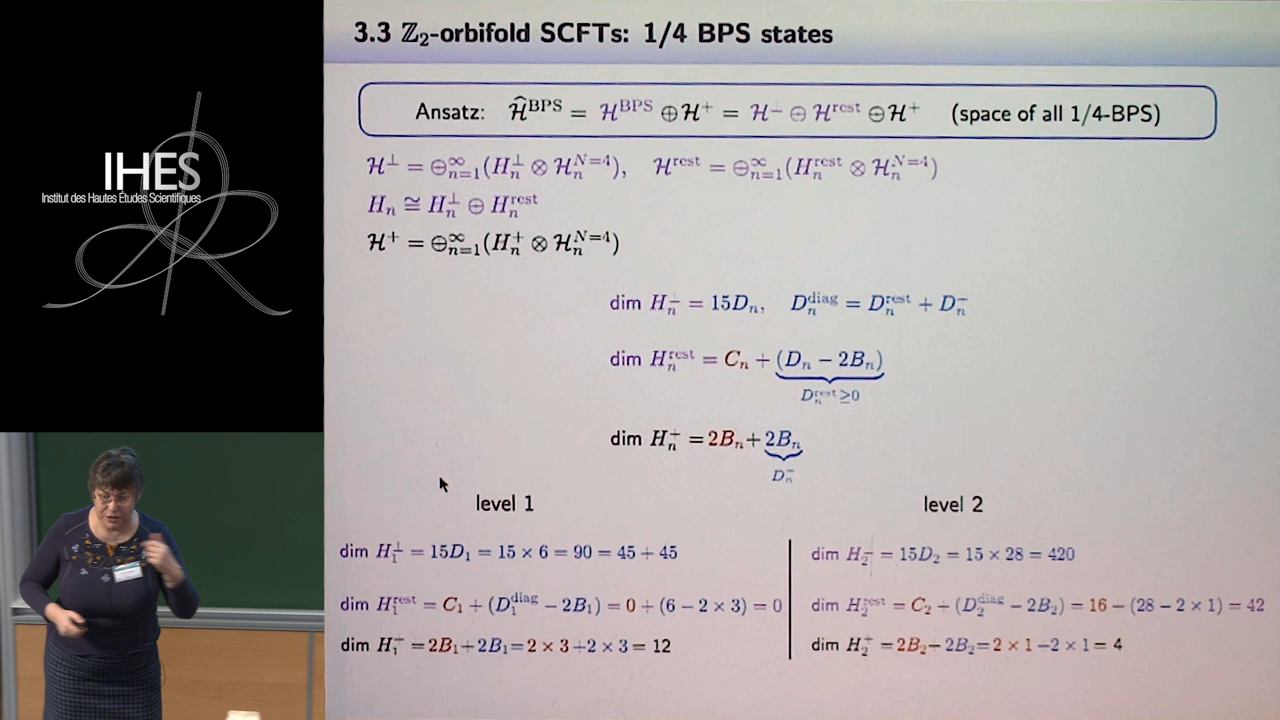 IHES
Institut des Hautes Études Scientifiques
3.3 ℤ₂-orbifold SCFTs: 1/4 BPS states
Ansatz: Ĥ^BPS = H^BPS ⊕ H⁺ = H^⊥ ⊕ H^rest ⊕ H⁺ (space of all 1/4-BPS)
H^⊥ = ⊕_{n=1}^∞ (H_n^⊥ ⊗ H_n^{N=4}), H^rest = ⊕_{n=1}^∞ (H_n^rest ⊗ H_n^{N=4})
H_n ≅ H_n^⊥ ⊕ H_n^rest
H⁺ = ⊕_{n=1}^∞ (H_n^+ ⊗ H_n^{N=4})
dim H_n^⊥ = 15D_n, D_n^diag = D_n^rest + D_n^-
dim H_n^rest = C_n + (D_n − 2B_n)
D_n^rest ≥0
dim H_n^+ = 2B_n + 2B_n
D_n^-
level 1
dim H_1^⊥ = 15D_1 = 15 × 6 = 90 = 45 + 45
dim H_1^rest = C_1 + (D_1^diag − 2B_1) = 0 + (6 − 2 × 3) = 0
dim H_1^+ = 2B_1+2B_1=2 × 3+2 × 3= 12
level 2
dim H_2^⊥ = 15D_2 = 15 × 28 = 420
dim H_2^rest = C_2 + (D_2^diag − 2B_2) = 16 + (28 − 2 × 1) = 42
dim H_2^+ = 2B_2+2B_2=2 × 1+2 × 1= 4